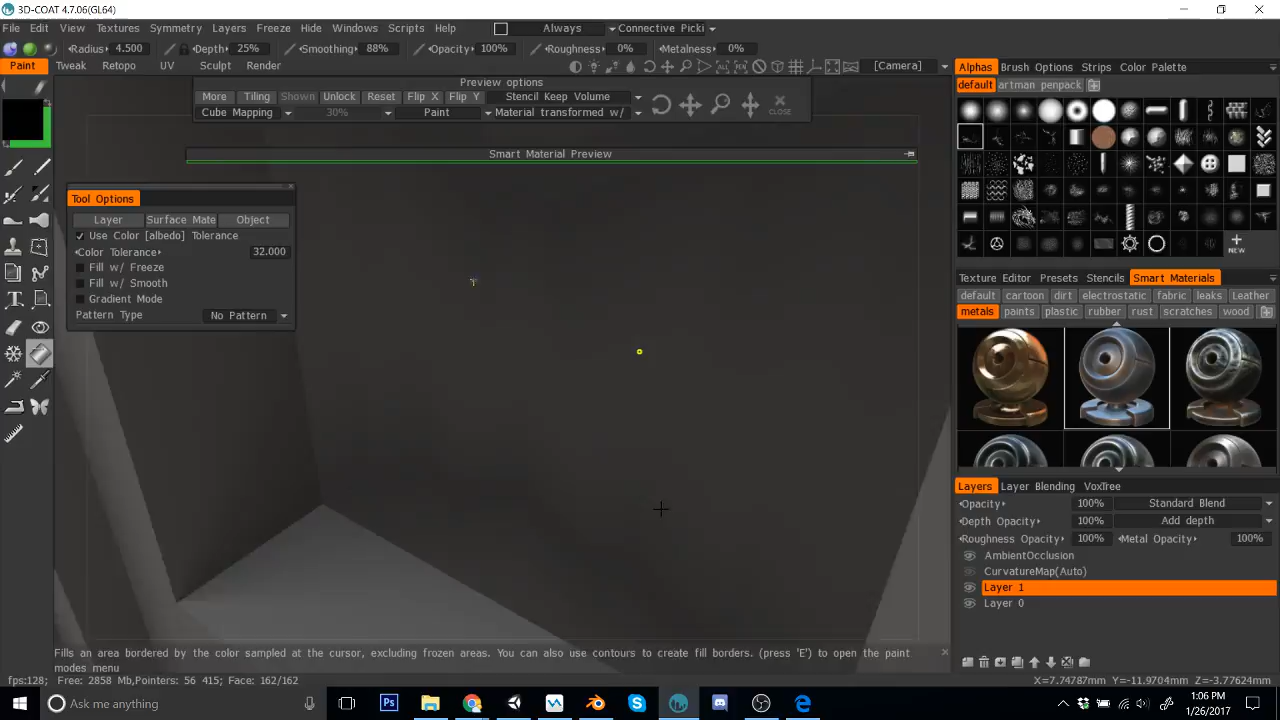 3D-COAT 4.7.06(GL64)
File Edit View Textures Symmetry Layers Freeze Hide Windows Scripts Help Always Connective Picki
Radius 4.500 Depth 25% Smoothing 88% Opacity 100% Roughness 0% Metalness 0%
Paint Tweak Retopo UV Sculpt Render [Camera]
Preview options
More Tiling Shown Unlock Reset Flip X Flip Y Stencil Keep Volume
CLOSE
Cube Mapping 30% Paint Material transformed w/
Smart Material Preview
Tool Options
Layer Surface Mate Object
Use Color [albedo] Tolerance
Color Tolerance 32.000
Fill w/ Freeze
Fill w/ Smooth
Gradient Mode
Pattern Type No Pattern
Alphas Brush Options Strips Color Palette
default artman penpack
NEW
Texture Editor Presets Stencils Smart Materials
default cartoon dirt electrostatic fabric leaks Leather
metals paints plastic rubber rust scratches wood
Layers Layer Blending VoxTree
Opacity 100% Standard Blend
Depth Opacity 100% Add depth
Roughness Opacity 100% Metal Opacity 100%
AmbientOcclusion
CurvatureMap(Auto)
Layer 1
Layer 0
Fills an area bordered by the color sampled at the cursor, excluding frozen areas. You can also use contours to create fill borders. (press 'E') to open the paint
modes menu
fps:128; Free: 2858 Mb,Points: 56 415; Face: 162/162 X=7.74787 Y=-11.9704 Z=-3.77624
Ask me anything
1:06 PM
1/26/2017